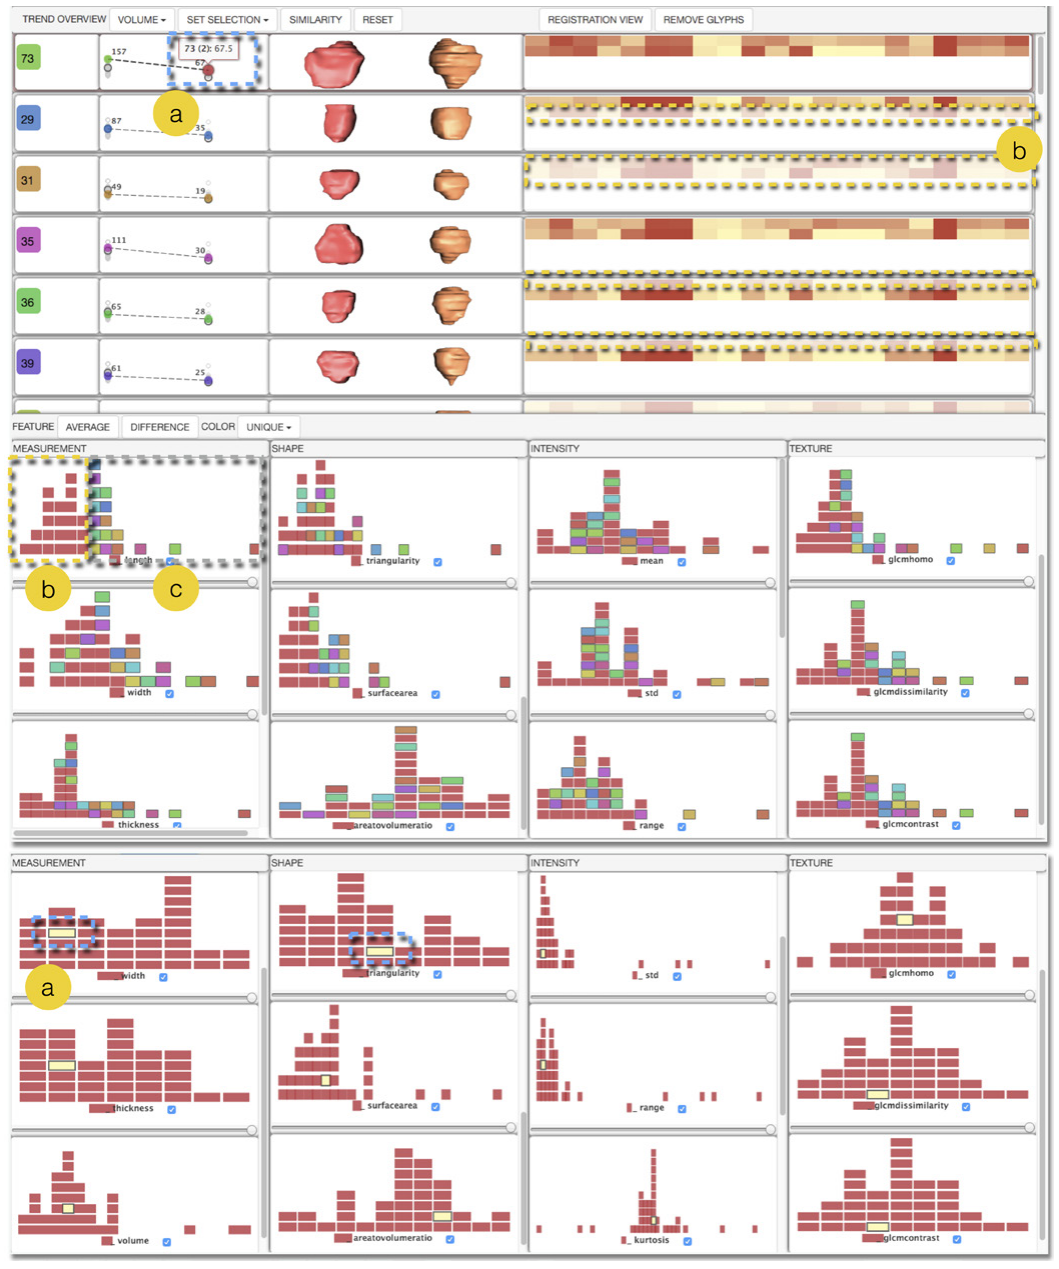 TREND OVERVIEW VOLUME SET SELECTION SIMILARITY RESET REGISTRATION VIEW REMOVE GLYPHS
73 157 73 (2): 67.5 67
a
29 87 35
b
31 49 19
35 111 30
36 65 28
39 61 25
FEATURE AVERAGE DIFFERENCE COLOR UNIQUE
MEASUREMENT SHAPE INTENSITY TEXTURE
length triangularity mean glcmhomo
b c
width surfacearea std glcmdissimilarity
thickness areatovolumeratio range glcmcontrast
MEASUREMENT SHAPE INTENSITY TEXTURE
width triangularity std glcmhomo
a
thickness surfacearea range glcmdissimilarity
volume areatovolumeratio kurtosis glcmcontrast